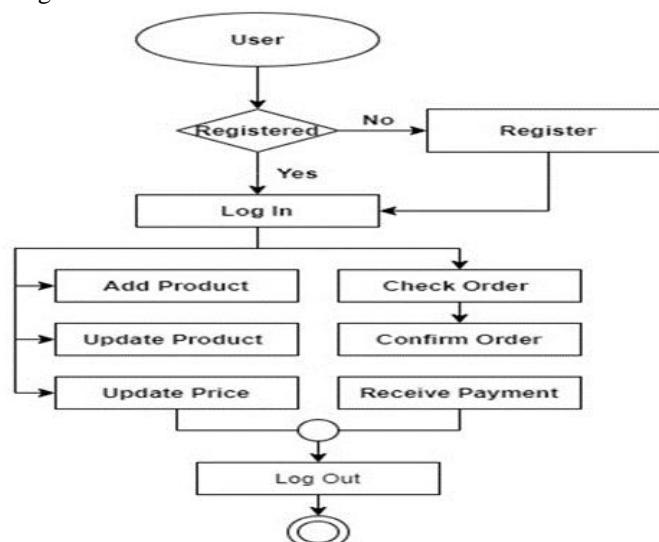 User
Registered
No
Register
Yes
Log In
Add Product
Check Order
Update Product
Confirm Order
Update Price
Receive Payment
Log Out